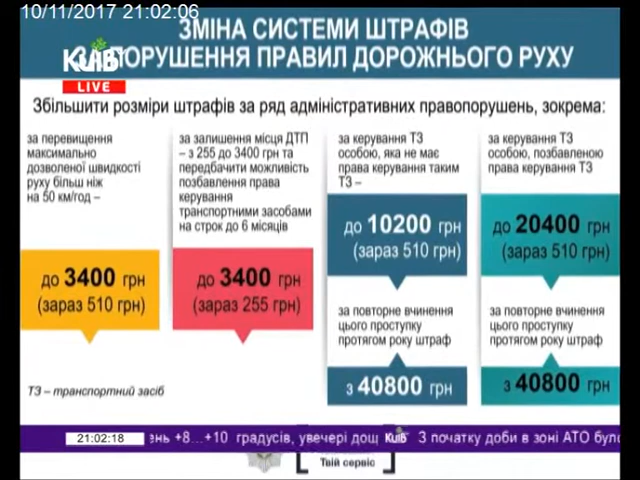 10/11/2017 21:02:06
ЗМІНА СИСТЕМИ ШТРАФІВ
ЗА ПОРУШЕННЯ ПРАВИЛ ДОРОЖНЬОГО РУХУ
КИЇВ
LIVE
Збільшити розміри штрафів за ряд адміністративних правопорушень, зокрема:
за перевищення
максимально
дозволеної швидкості
руху більш ніж
на 50 км/год –
до 3400 грн
(зараз 510 грн)
за залишення місця ДТП
– з 255 до 3400 грн та
передбачити можливість
позбавлення права
керування
транспортними засобами
на строк до 6 місяців
до 3400 грн
(зараз 255 грн)
за керування ТЗ
особою, яка не має
права керування таким
ТЗ –
до 10200 грн
(зараз 510 грн)
за повторне вчинення
цього проступку
протягом року штраф
з 40800 грн
за керування ТЗ
особою, позбавленою
права керування ТЗ
до 20400 грн
(зараз 510 грн)
за повторне вчинення
цього проступку
протягом року штраф
з 40800 грн
ТЗ – транспортний засіб
21:02:18 ень +8...+10 градусів, увечері дощ КИЇВ З початку доби в зоні АТО було
Твій сервіс